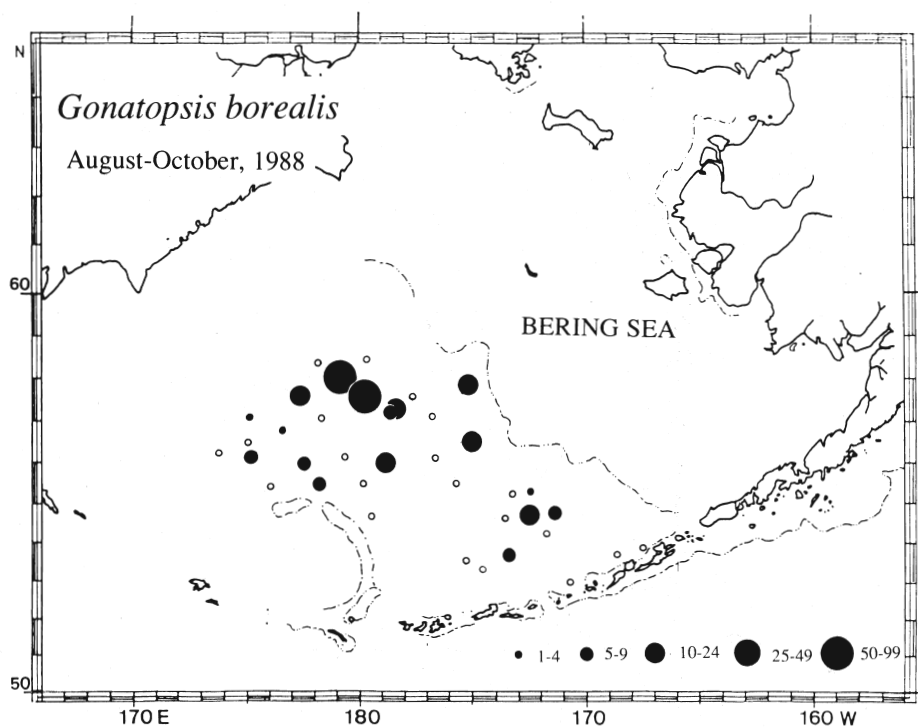 N
Gonatopsis borealis
August-October, 1988
60
BERING SEA
1-4 5-9 10-24 25-49 50-99
50
170 E 180 170 160 W